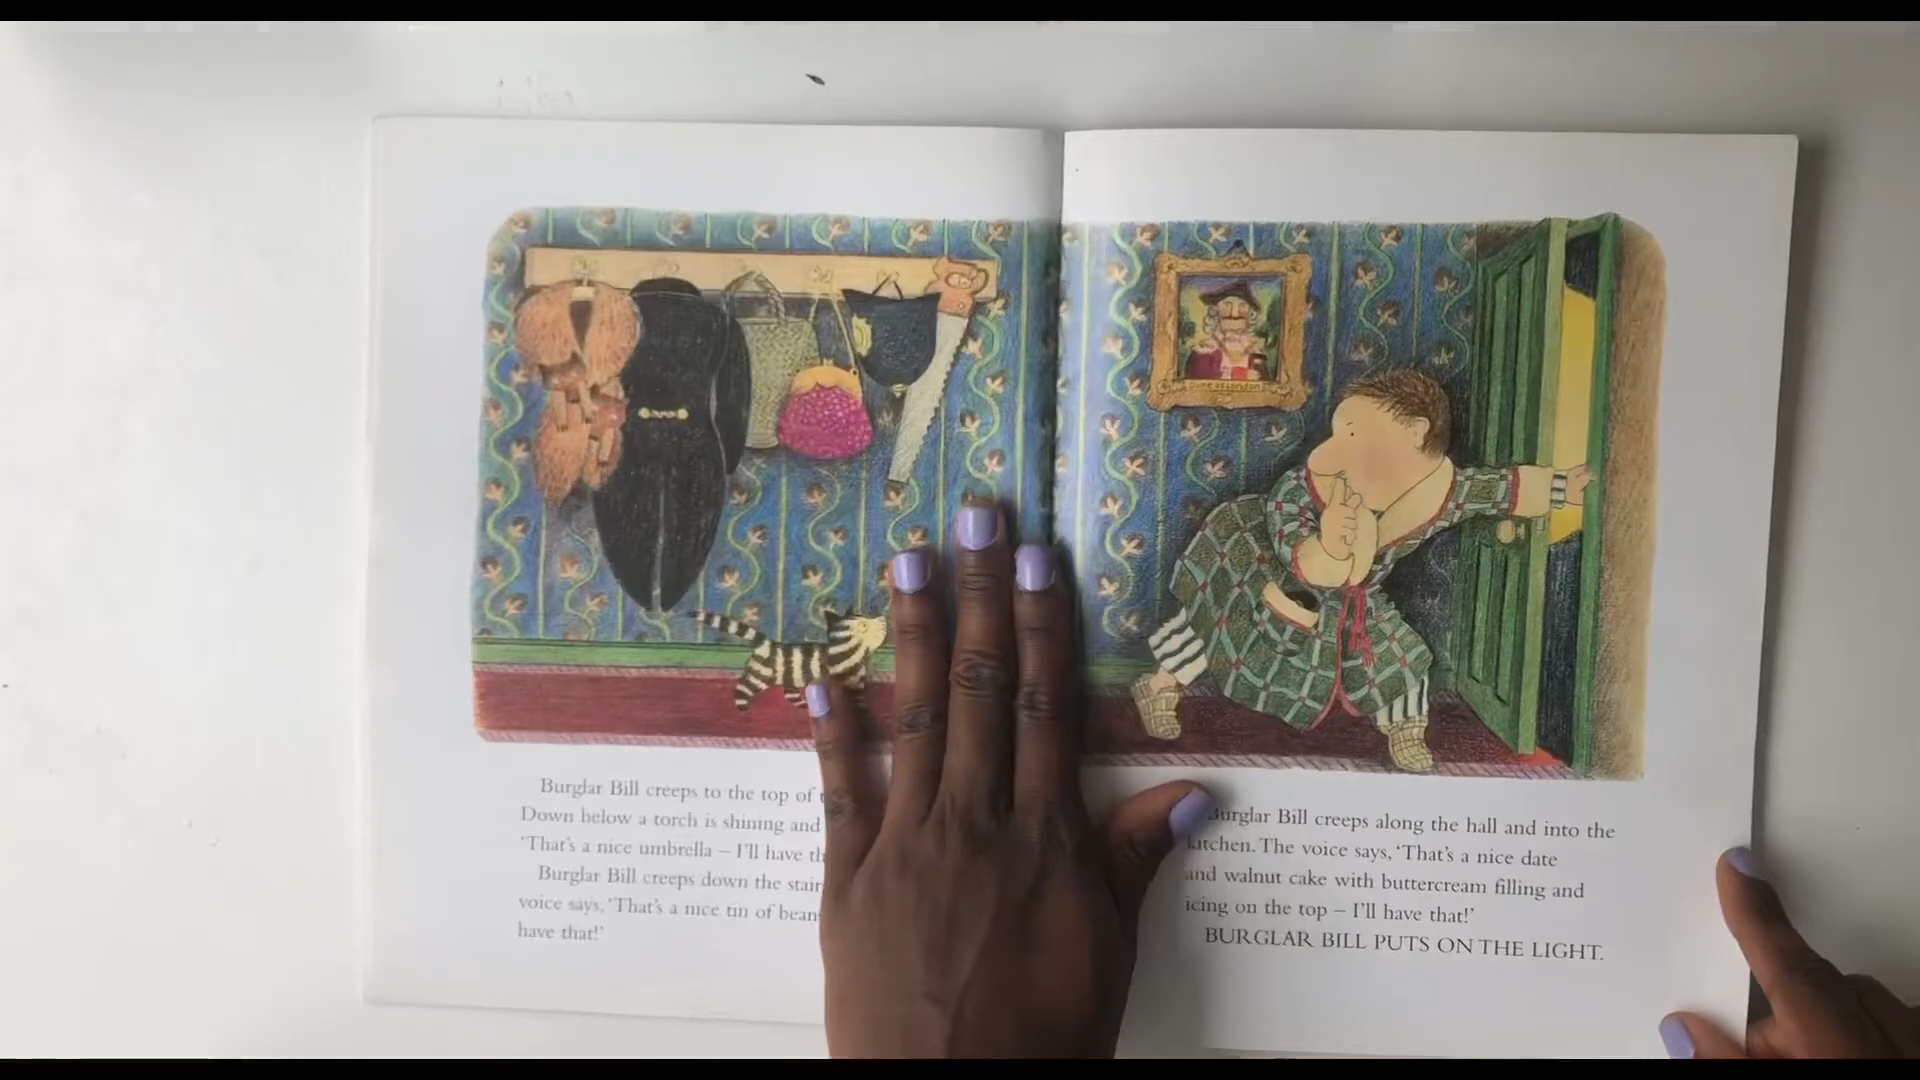 Burglar Bill creeps to the top of
Down below a torch is shining and
‘That’s a nice umbrella – I’ll have
Burglar Bill creeps down the
voice says, ‘That’s a nice tin of
have that!’
Burglar Bill creeps along the hall and into the
kitchen. The voice says, ‘That’s a nice date
and walnut cake with buttercream filling and
icing on the top – I’ll have that!’
BURGLAR BILL PUTS ON THE LIGHT.